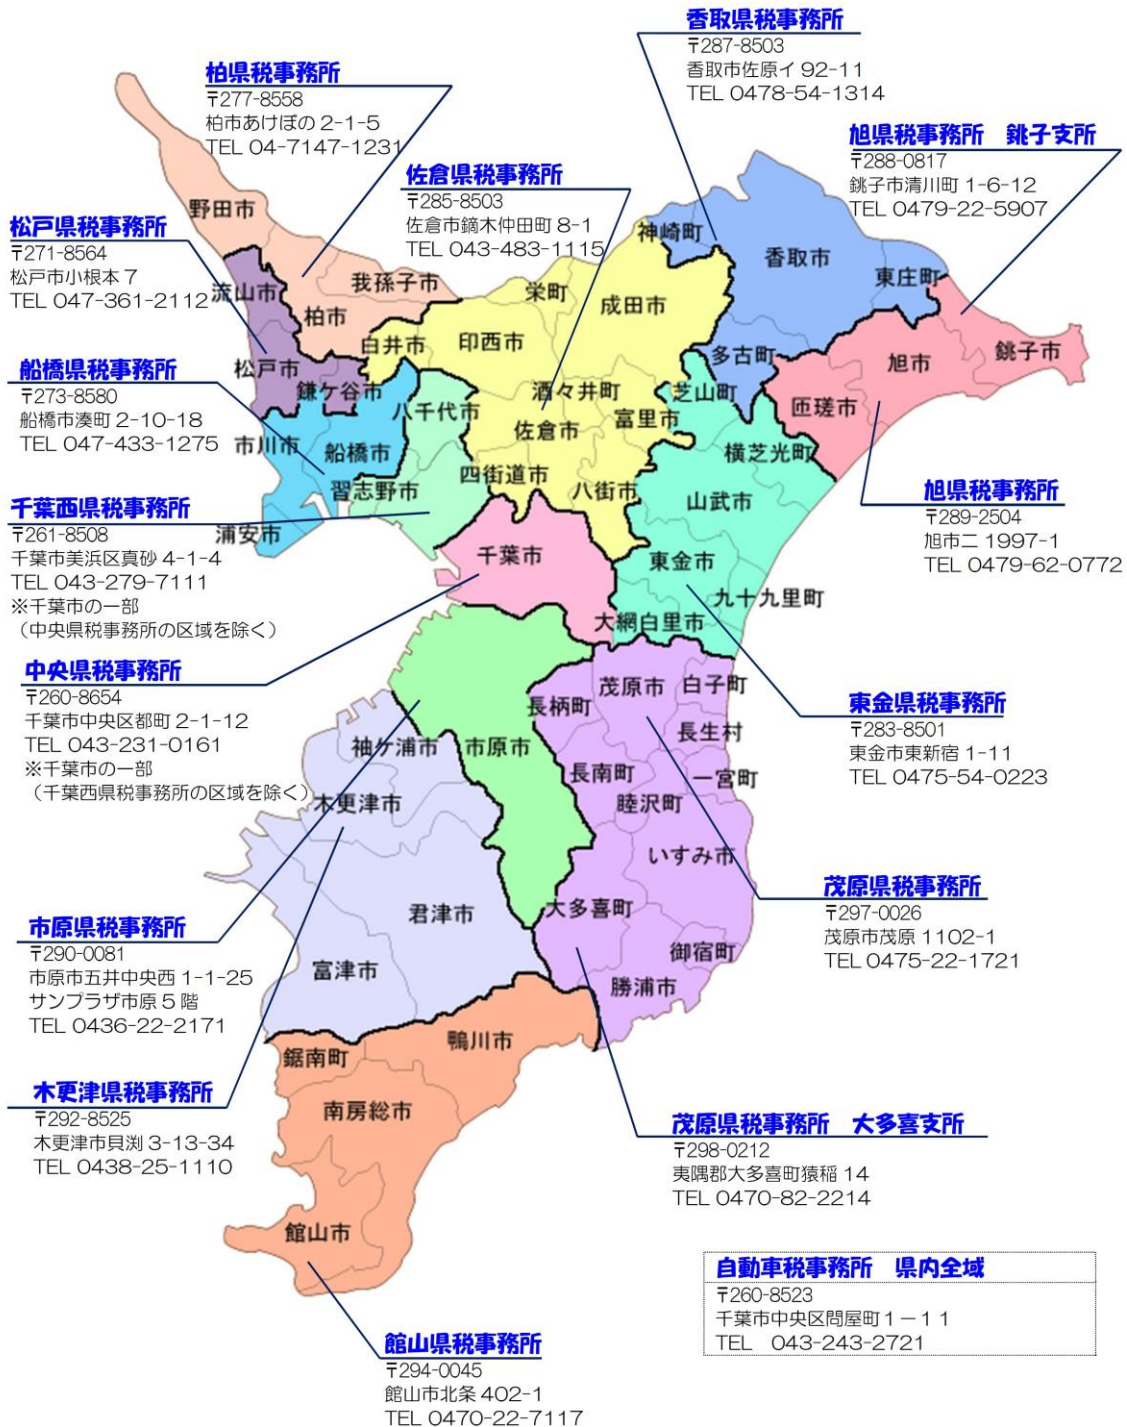 香取県税事務所
〒287-8503
香取市佐原イ 92-11
TEL 0478-54-1314
柏県税事務所
〒277-8558
柏市あけぼの 2-1-5
TEL 04-7147-1231
旭県税事務所　銚子支所
〒288-0817
銚子市清川町 1-6-12
TEL 0479-22-5907
佐倉県税事務所
〒285-8503
佐倉市鏑木仲田町 8-1
TEL 043-483-1115
松戸県税事務所
〒271-8564
松戸市小根本 7
TEL 047-361-2112
船橋県税事務所
〒273-8580
船橋市湊町 2-10-18
TEL 047-433-1275
千葉西県税事務所
〒261-8508
千葉市美浜区真砂 4-1-4
TEL 043-279-7111
※千葉市の一部
（中央県税事務所の区域を除く）
中央県税事務所
〒260-8654
千葉市中央区都町 2-1-12
TEL 043-231-0161
※千葉市の一部
（千葉西県税事務所の区域を除く）
旭県税事務所
〒289-2504
旭市二 1997-1
TEL 0479-62-0772
東金県税事務所
〒283-8501
東金市東新宿 1-11
TEL 0475-54-0223
茂原県税事務所
〒297-0026
茂原市茂原 1102-1
TEL 0475-22-1721
市原県税事務所
〒290-0081
市原市五井中央西 1-1-25
サンプラザ市原 5 階
TEL 0436-22-2171
木更津県税事務所
〒292-8525
木更津市貝渕 3-13-34
TEL 0438-25-1110
茂原県税事務所　大多喜支所
〒298-0212
夷隅郡大多喜町猿稲 14
TEL 0470-82-2214
自動車税事務所　県内全域
〒260-8523
千葉市中央区問屋町１－１１
TEL　043-243-2721
館山県税事務所
〒294-0045
館山市北条 402-1
TEL 0470-22-7117
野田市
流山市
我孫子市
柏市
松戸市
鎌ケ谷市
白井市
印西市
栄町
成田市
神崎町
香取市
東庄町
多古町
銚子市
旭市
匝瑳市
芝山町
横芝光町
酒々井町
富里市
佐倉市
八千代市
四街道市
八街市
市川市
船橋市
習志野市
浦安市
千葉市
山武市
東金市
九十九里町
大網白里市
茂原市
白子町
長柄町
長生村
長南町
一宮町
睦沢町
いすみ市
市原市
袖ケ浦市
木更津市
君津市
富津市
大多喜町
御宿町
勝浦市
鴨川市
鋸南町
南房総市
館山市